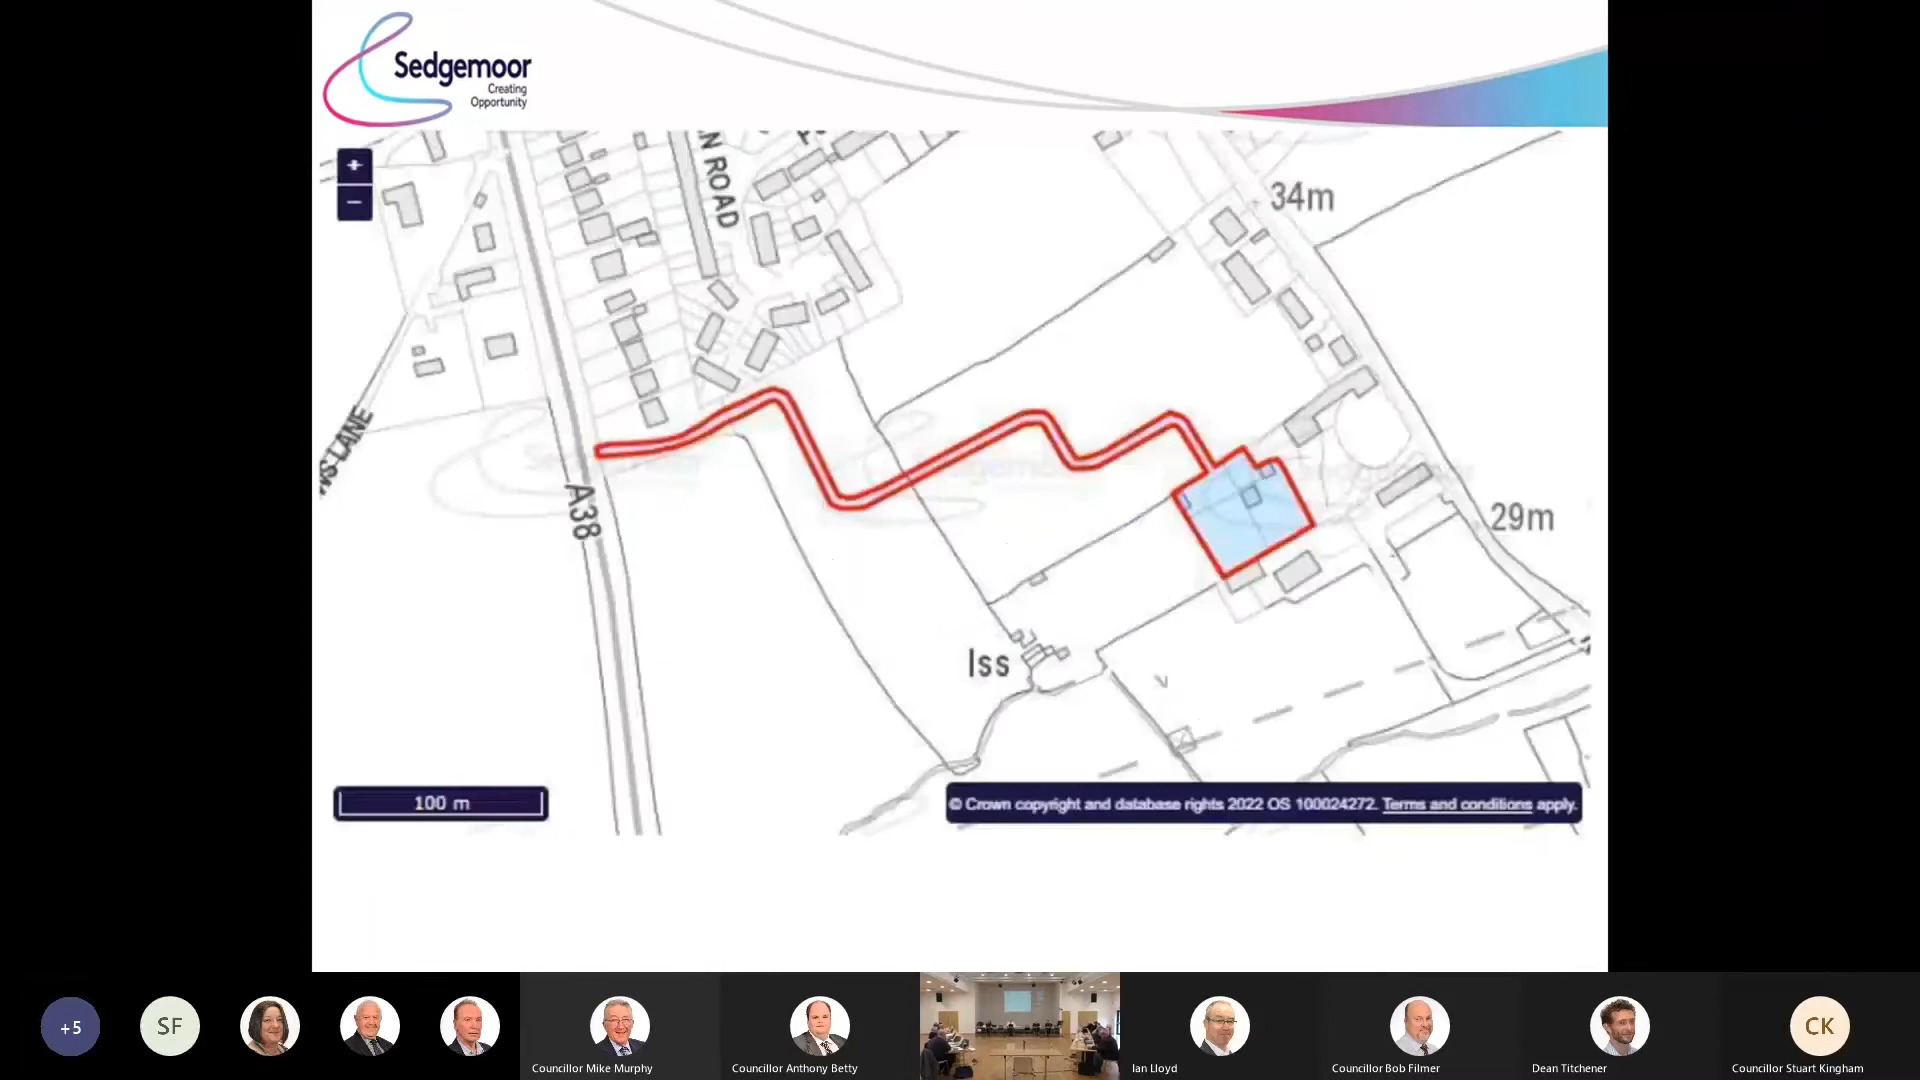 Sedgemoor
Creating
Opportunity
+
−
N ROAD
34m
A38
29m
Iss
100 m
© Crown copyright and database rights 2022 OS 100024272. Terms and conditions apply.
+5
SF
CK
Councillor Mike Murphy
Councillor Anthony Betty
Ian Lloyd
Councillor Bob Filmer
Dean Titchener
Councillor Stuart Kingham